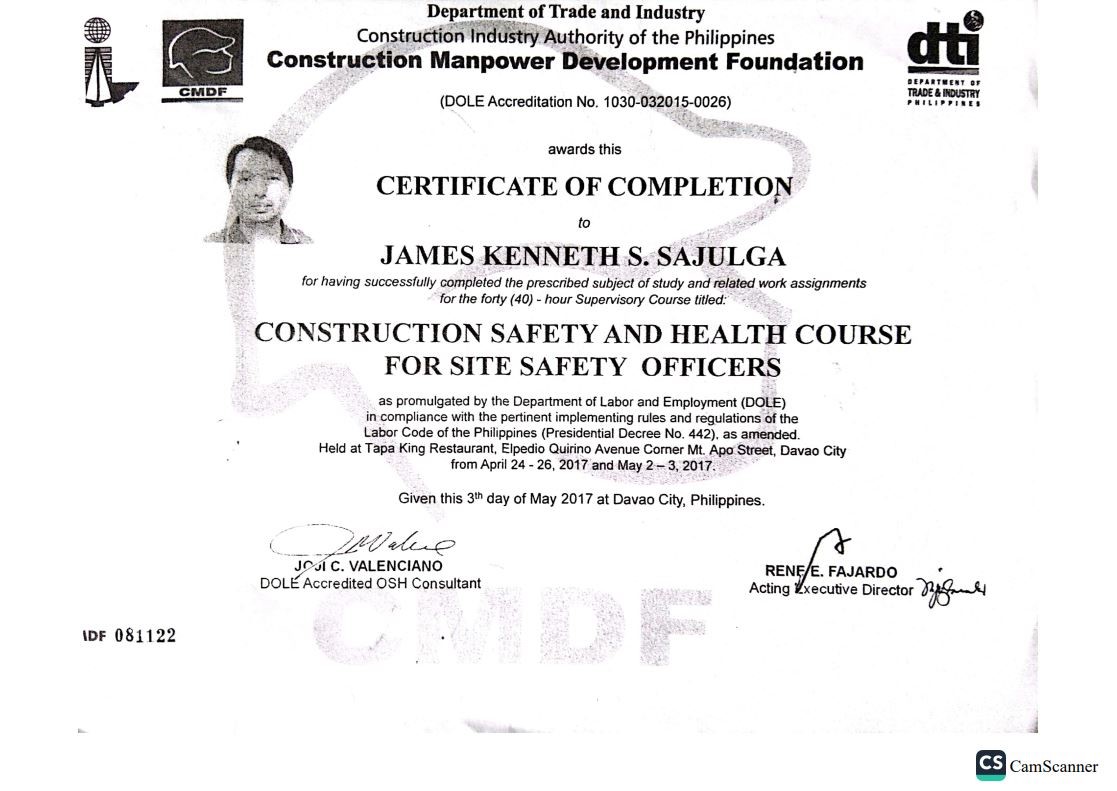 Department of Trade and Industry
Construction Industry Authority of the Philippines
Construction Manpower Development Foundation
CMDF
dti
DEPARTMENT OF
TRADE & INDUSTRY
PHILIPPINES
(DOLE Accreditation No. 1030-032015-0026)
awards this
CERTIFICATE OF COMPLETION
to
JAMES KENNETH S. SAJULGA
for having successfully completed the prescribed subject of study and related work assignments
for the forty (40) - hour Supervisory Course titled:
CONSTRUCTION SAFETY AND HEALTH COURSE
FOR SITE SAFETY OFFICERS
as promulgated by the Department of Labor and Employment (DOLE)
in compliance with the pertinent implementing rules and regulations of the
Labor Code of the Philippines (Presidential Decree No. 442), as amended.
Held at Tapa King Restaurant, Elpedio Quirino Avenue Corner Mt. Apo Street, Davao City
from April 24 - 26, 2017 and May 2 – 3, 2017.
Given this 3th day of May 2017 at Davao City, Philippines.
JOJI C. VALENCIANO
DOLE Accredited OSH Consultant
RENE E. FAJARDO
Acting Executive Director
CMDF
IDF 081122
CS CamScanner